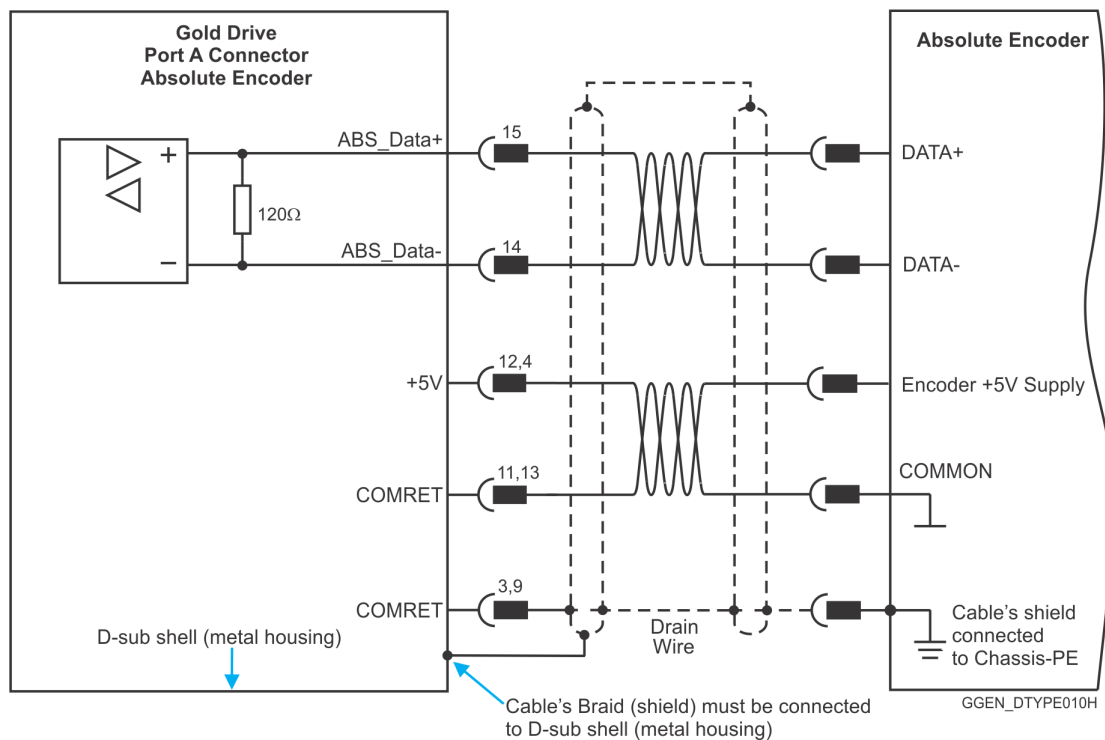 Gold Drive
Port A Connector
Absolute Encoder
Absolute Encoder
ABS_Data+
15
DATA+
+
120Ω
−
ABS_Data-
14
DATA-
+5V
12,4
Encoder +5V Supply
COMRET
11,13
COMMON
COMRET
3,9
Drain
Wire
Cable's shield
connected
to Chassis-PE
D-sub shell (metal housing)
Cable's Braid (shield) must be connected
to D-sub shell (metal housing)
GGEN_DTYPE010H